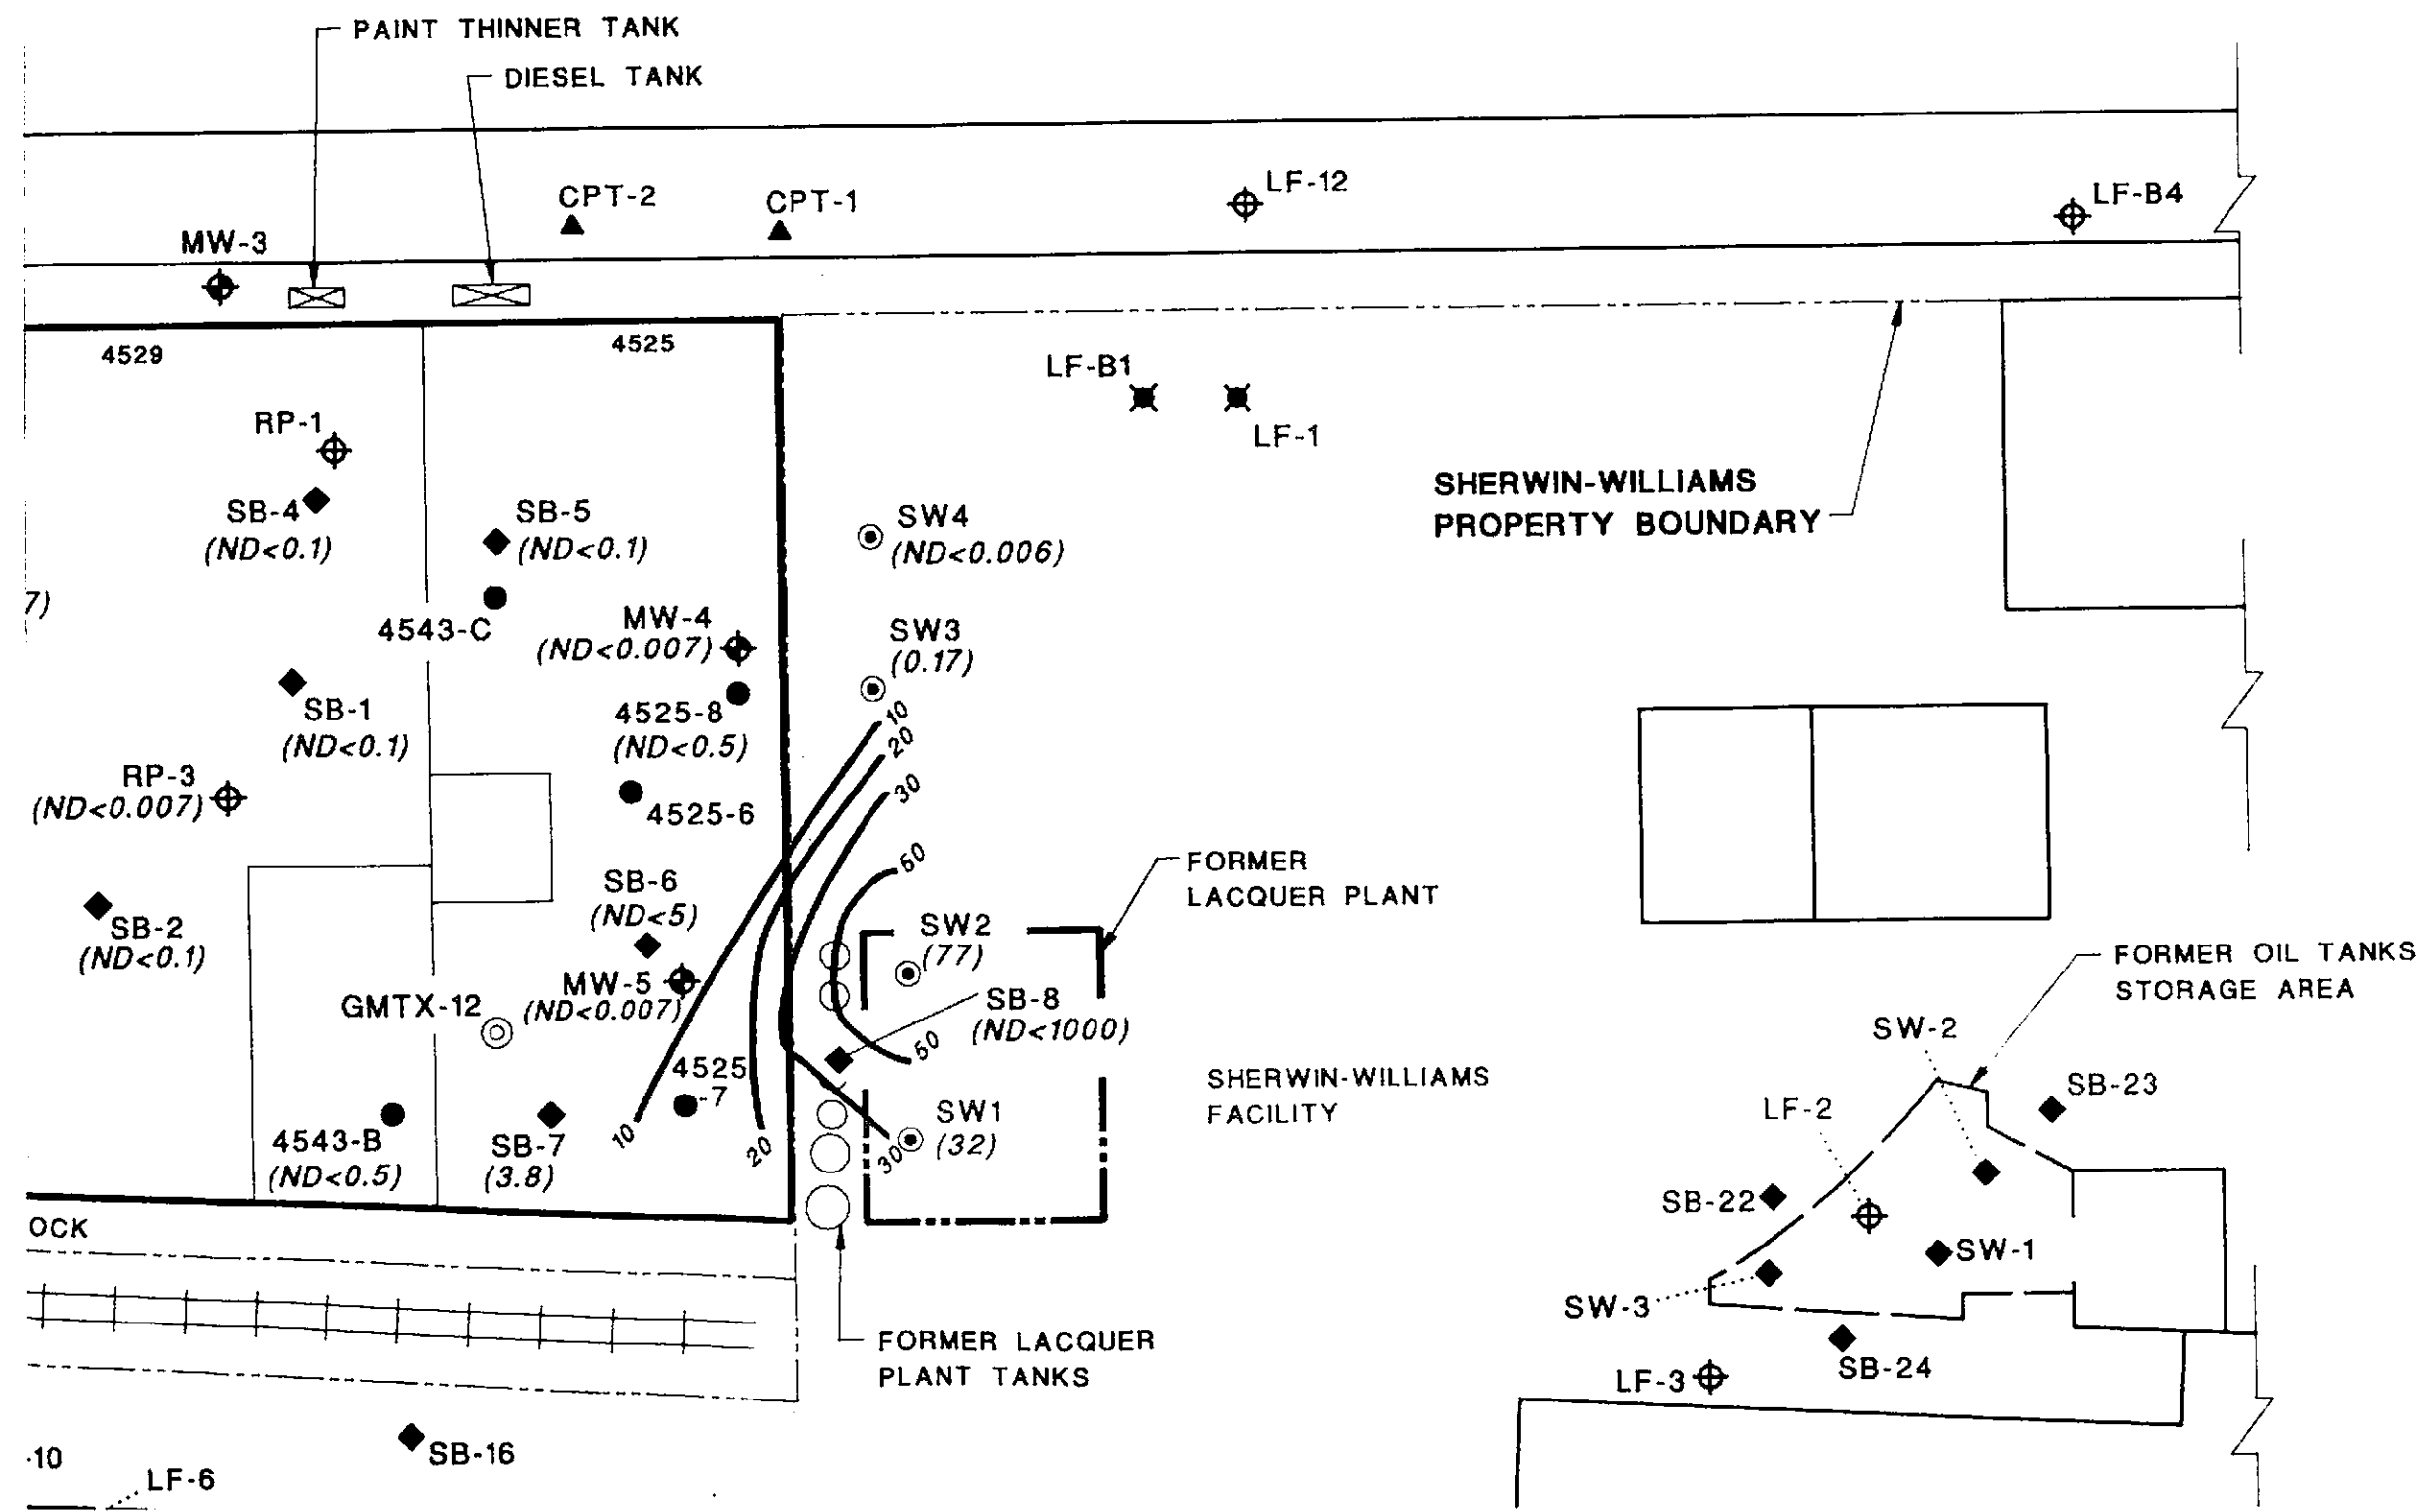 PAINT THINNER TANK
DIESEL TANK
CPT-2
CPT-1
LF-12
LF-B4
MW-3
4529
4525
LF-B1
LF-1
RP-1
SB-4
(ND<0.1)
SB-5
(ND<0.1)
SW4
(ND<0.006)
SHERWIN-WILLIAMS
PROPERTY BOUNDARY
7)
4543-C
MW-4
(ND<0.007)
SW3
(0.17)
SB-1
(ND<0.1)
4525-8
(ND<0.5)
10
20
30
RP-3
(ND<0.007)
4525-6
SB-6
(ND<5)
50
FORMER
LACQUER PLANT
SB-2
(ND<0.1)
SW2
(77)
MW-5
(ND<0.007)
GMTX-12
SB-8
(ND<1000)
50
FORMER OIL TANKS
STORAGE AREA
SW-2
4525
-7
SHERWIN-WILLIAMS
FACILITY
LF-2
SB-23
4543-B
(ND<0.5)
SB-7
(3.8)
10
20
30
SW1
(32)
SB-22
SW-1
SW-3
OCK
FORMER LACQUER
PLANT TANKS
SB-24
LF-3
SB-16
-10
LF-6